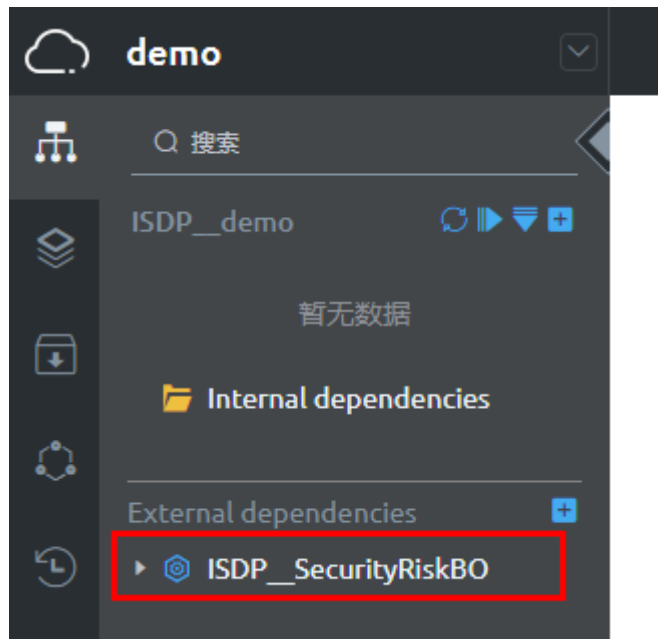 demo
搜索
ISDP__demo
暂无数据
Internal dependencies
External dependencies
ISDP__SecurityRiskBO